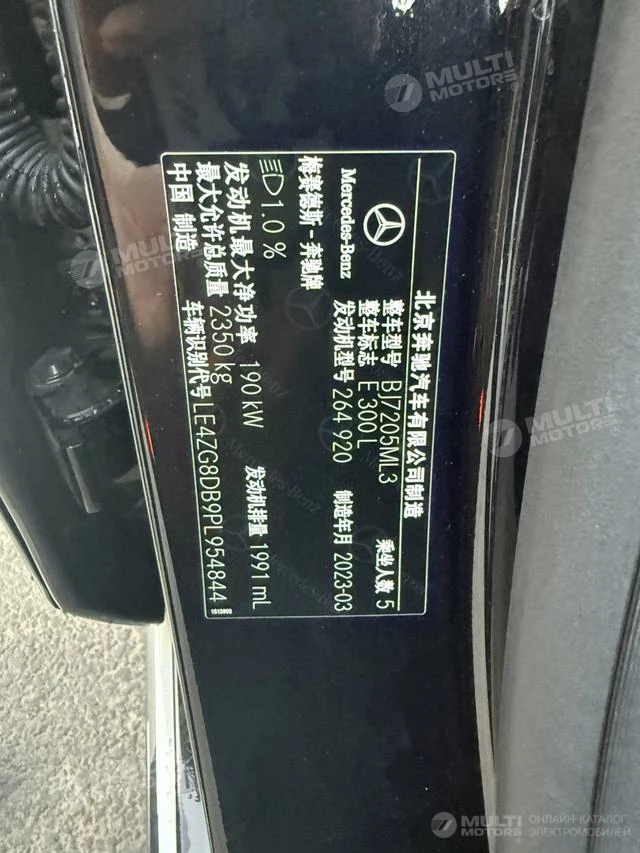 北京奔驰汽车有限公司制造
Mercedes-Benz
梅赛德斯-奔驰牌
整车型号 BJ7205ML3
整车标志 E 300 L
发动机型号 264 920
乘坐人数 5
制造年月 2023-03
1.0 %
发动机最大净功率 190 kW
发动机排量 1991 mL
最大允许总质量 2350 kg
中国 制造
车辆识别代号 LE4ZG8DB9PL954844
1513903
MULTI
MOTORS
MULTI
MOTORS
MULTI
MOTORS
MULTI
MOTORS
MULTI
MOTORS
ОНЛАЙН-КАТАЛОГ
ЭЛЕКТРОМОБИЛЕЙ